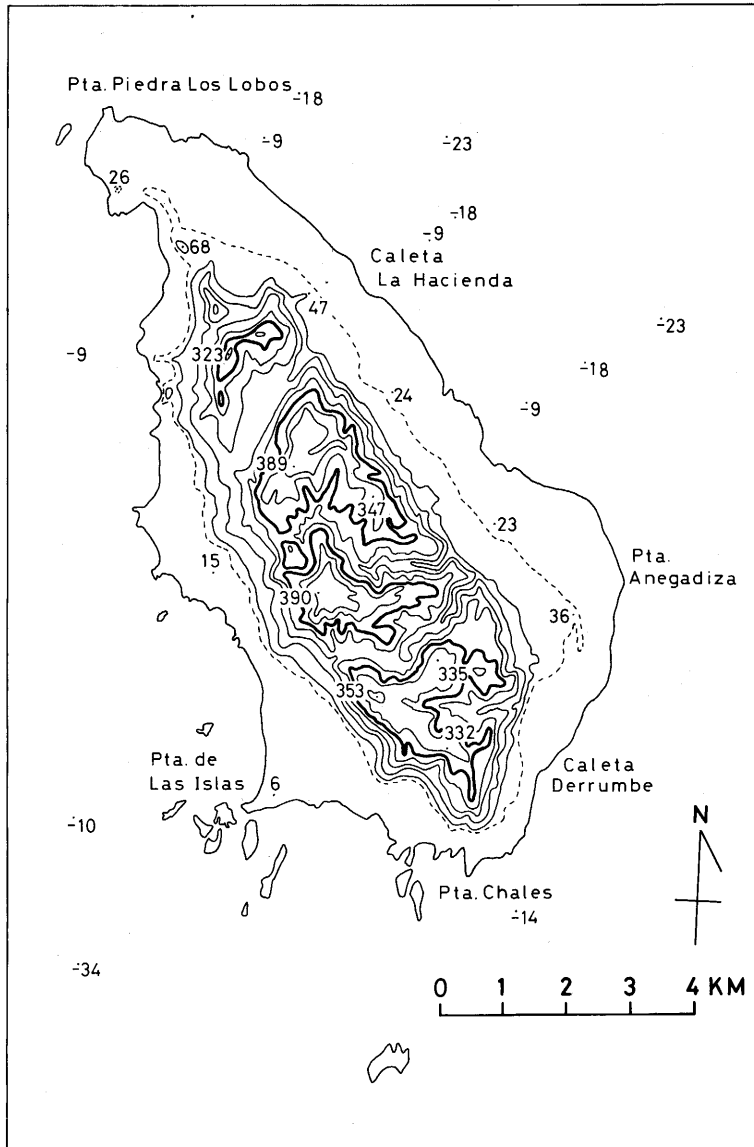 Pta. Piedra Los Lobos
-18
-9
-23
26
-18
-9
68
Caleta
La Hacienda
47
-23
323
-9
-18
24
-9
389
347
23
15
Pta.
Anegadiza
390
36
335
353
332
Pta. de
Las Islas
Caleta
Derrumbe
6
-10
N
Pta. Chales
-14
-34
0 1 2 3 4 KM